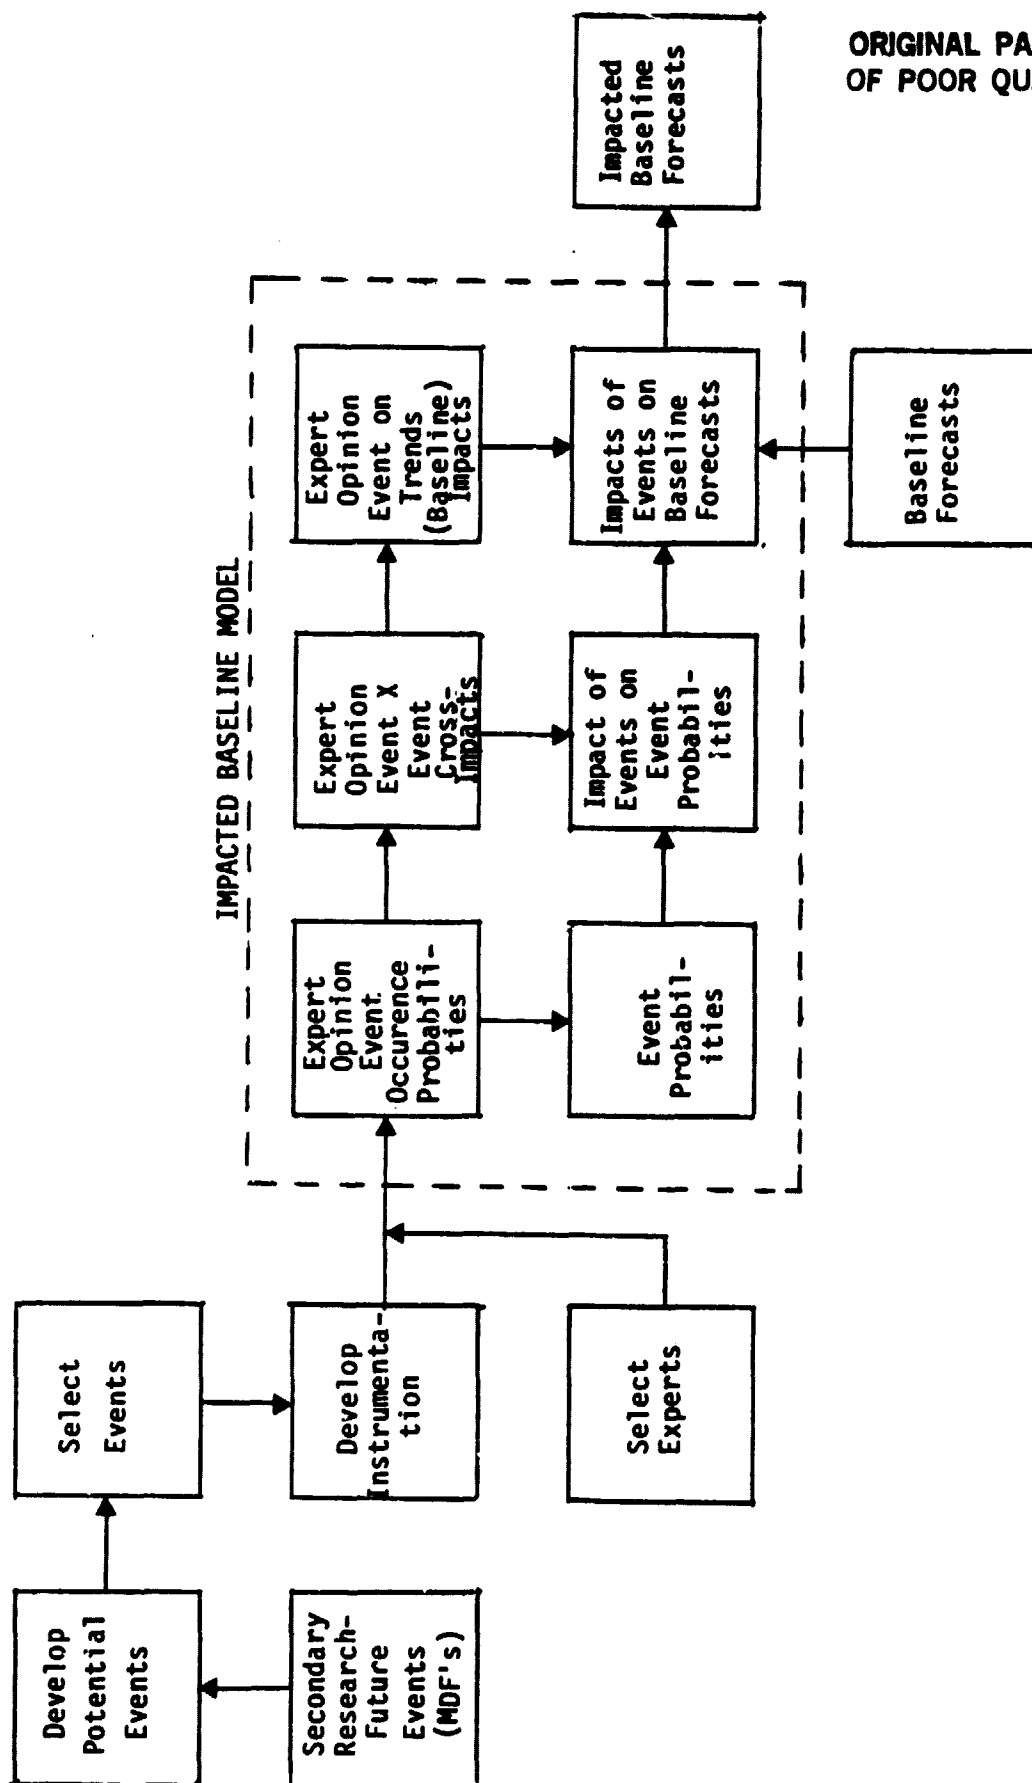 ORIGINAL PA
OF POOR QU
IMPACTED BASELINE MODEL
Develop
Potential
Events
Secondary
Research-
Future
Events
(MDF's)
Select
Events
Develop
Instrumenta-
tion
Select
Experts
Expert
Opinion
Event
Occurence
Probabili-
ties
Event
Probabil-
ities
Expert
Opinion
Event X
Event
Cross-
Impacts
Impact of
Events on
Event
Probabil-
ities
Expert
Opinion
Event on
Trends
(Baseline)
Impacts
Impacts of
Events on
Baseline
Forecasts
Baseline
Forecasts
Impacted
Baseline
Forecasts